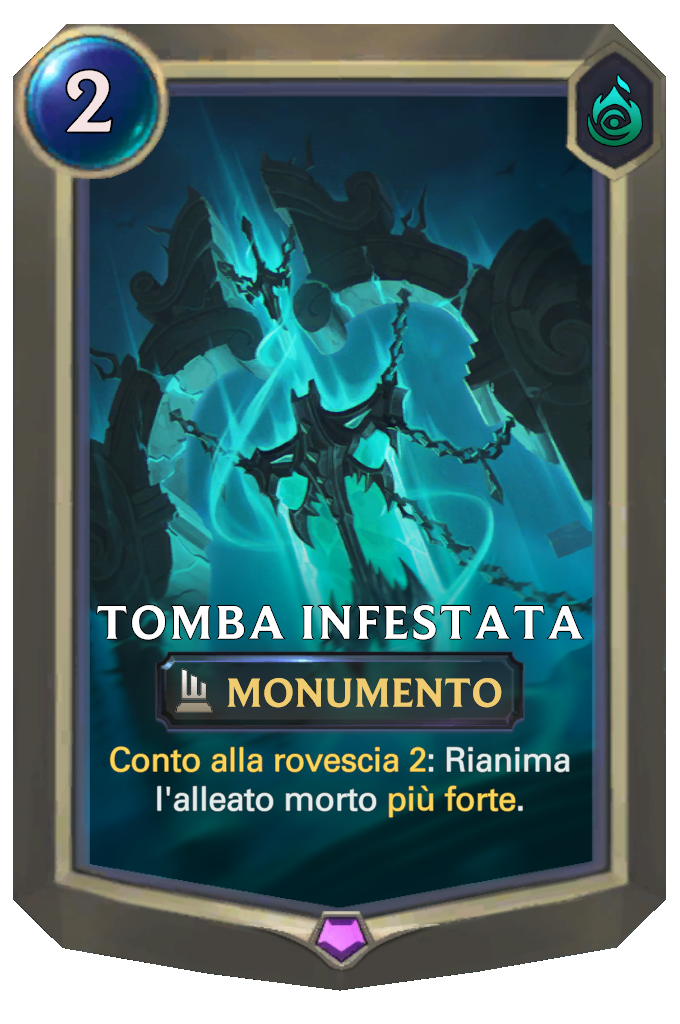 2
TOMBA INFESTATA
MONUMENTO
Conto alla rovescia 2: Rianima
l'alleato morto più forte.